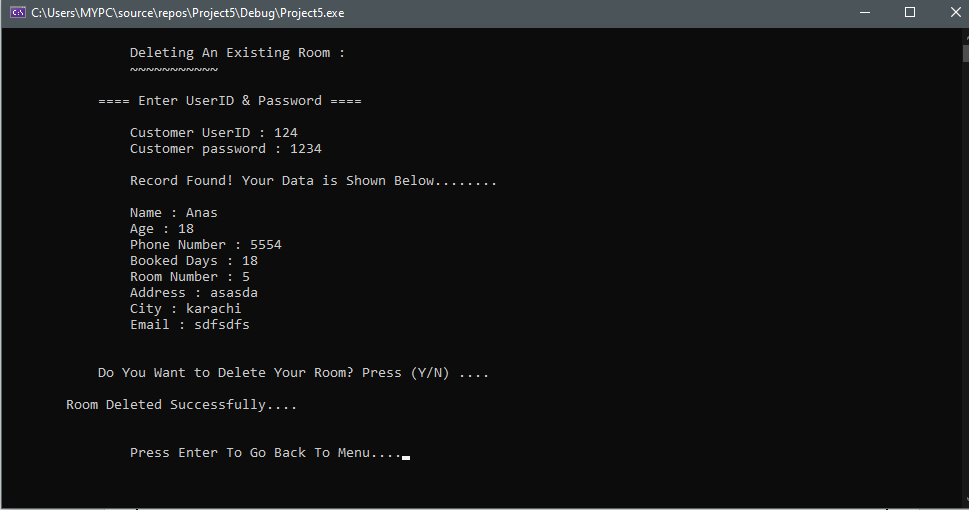 C:\Users\MYPC\source\repos\Project5\Debug\Project5.exe
Deleting An Existing Room :
~~~~~~~~~~~
==== Enter UserID & Password ====
Customer UserID : 124
Customer password : 1234
Record Found! Your Data is Shown Below........
Name : Anas
Age : 18
Phone Number : 5554
Booked Days : 18
Room Number : 5
Address : asasda
City : karachi
Email : sdfsdfs
Do You Want to Delete Your Room? Press (Y/N) ....
Room Deleted Successfully....
Press Enter To Go Back To Menu....